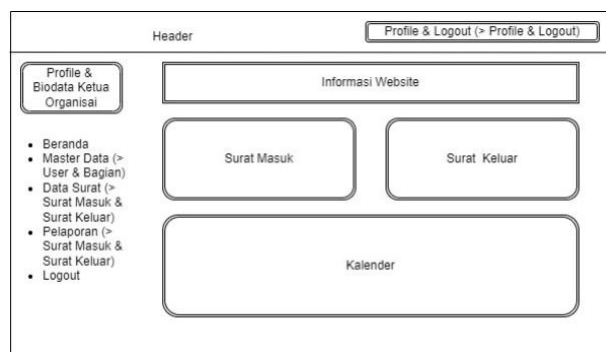 Header
Profile & Logout (> Profile & Logout)
Profile &
Biodata Ketua
Organisai
Informasi Website
• Beranda
• Master Data (>
User & Bagian)
• Data Surat (>
Surat Masuk &
Surat Keluar)
• Pelaporan (>
Surat Masuk &
Surat Keluar)
• Logout
Surat Masuk
Surat Keluar
Kalender